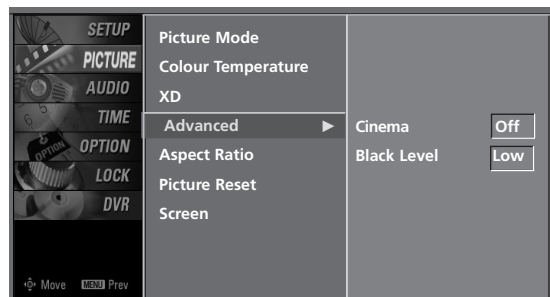 SETUP
PICTURE
AUDIO
TIME
OPTION
LOCK
DVR
Move MENU Prev
Picture Mode
Colour Temperature
XD
Advanced
Aspect Ratio
Picture Reset
Screen
Cinema Off
Black Level Low